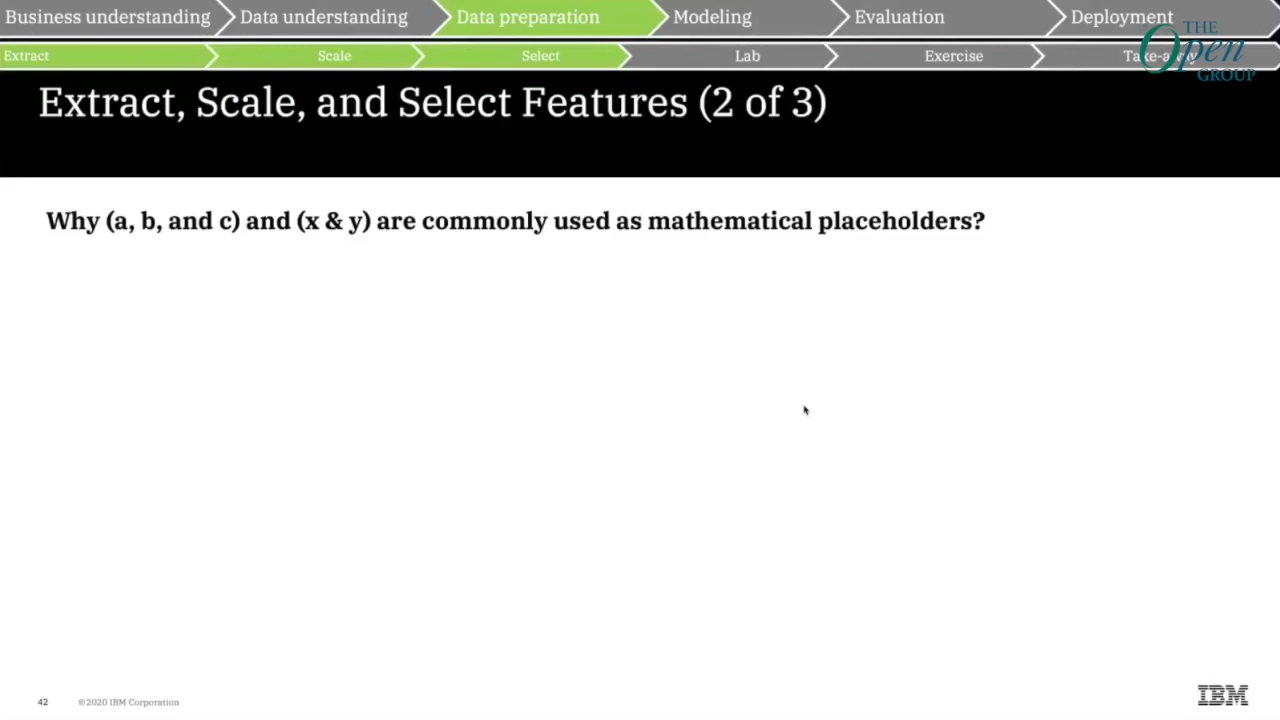 Business understanding Data understanding Data preparation Modeling Evaluation Deployment
Extract Scale Select Lab Exercise Take-away
THE
Open
GROUP
Extract, Scale, and Select Features (2 of 3)
Why (a, b, and c) and (x & y) are commonly used as mathematical placeholders?
42 ©2020 IBM Corporation
IBM